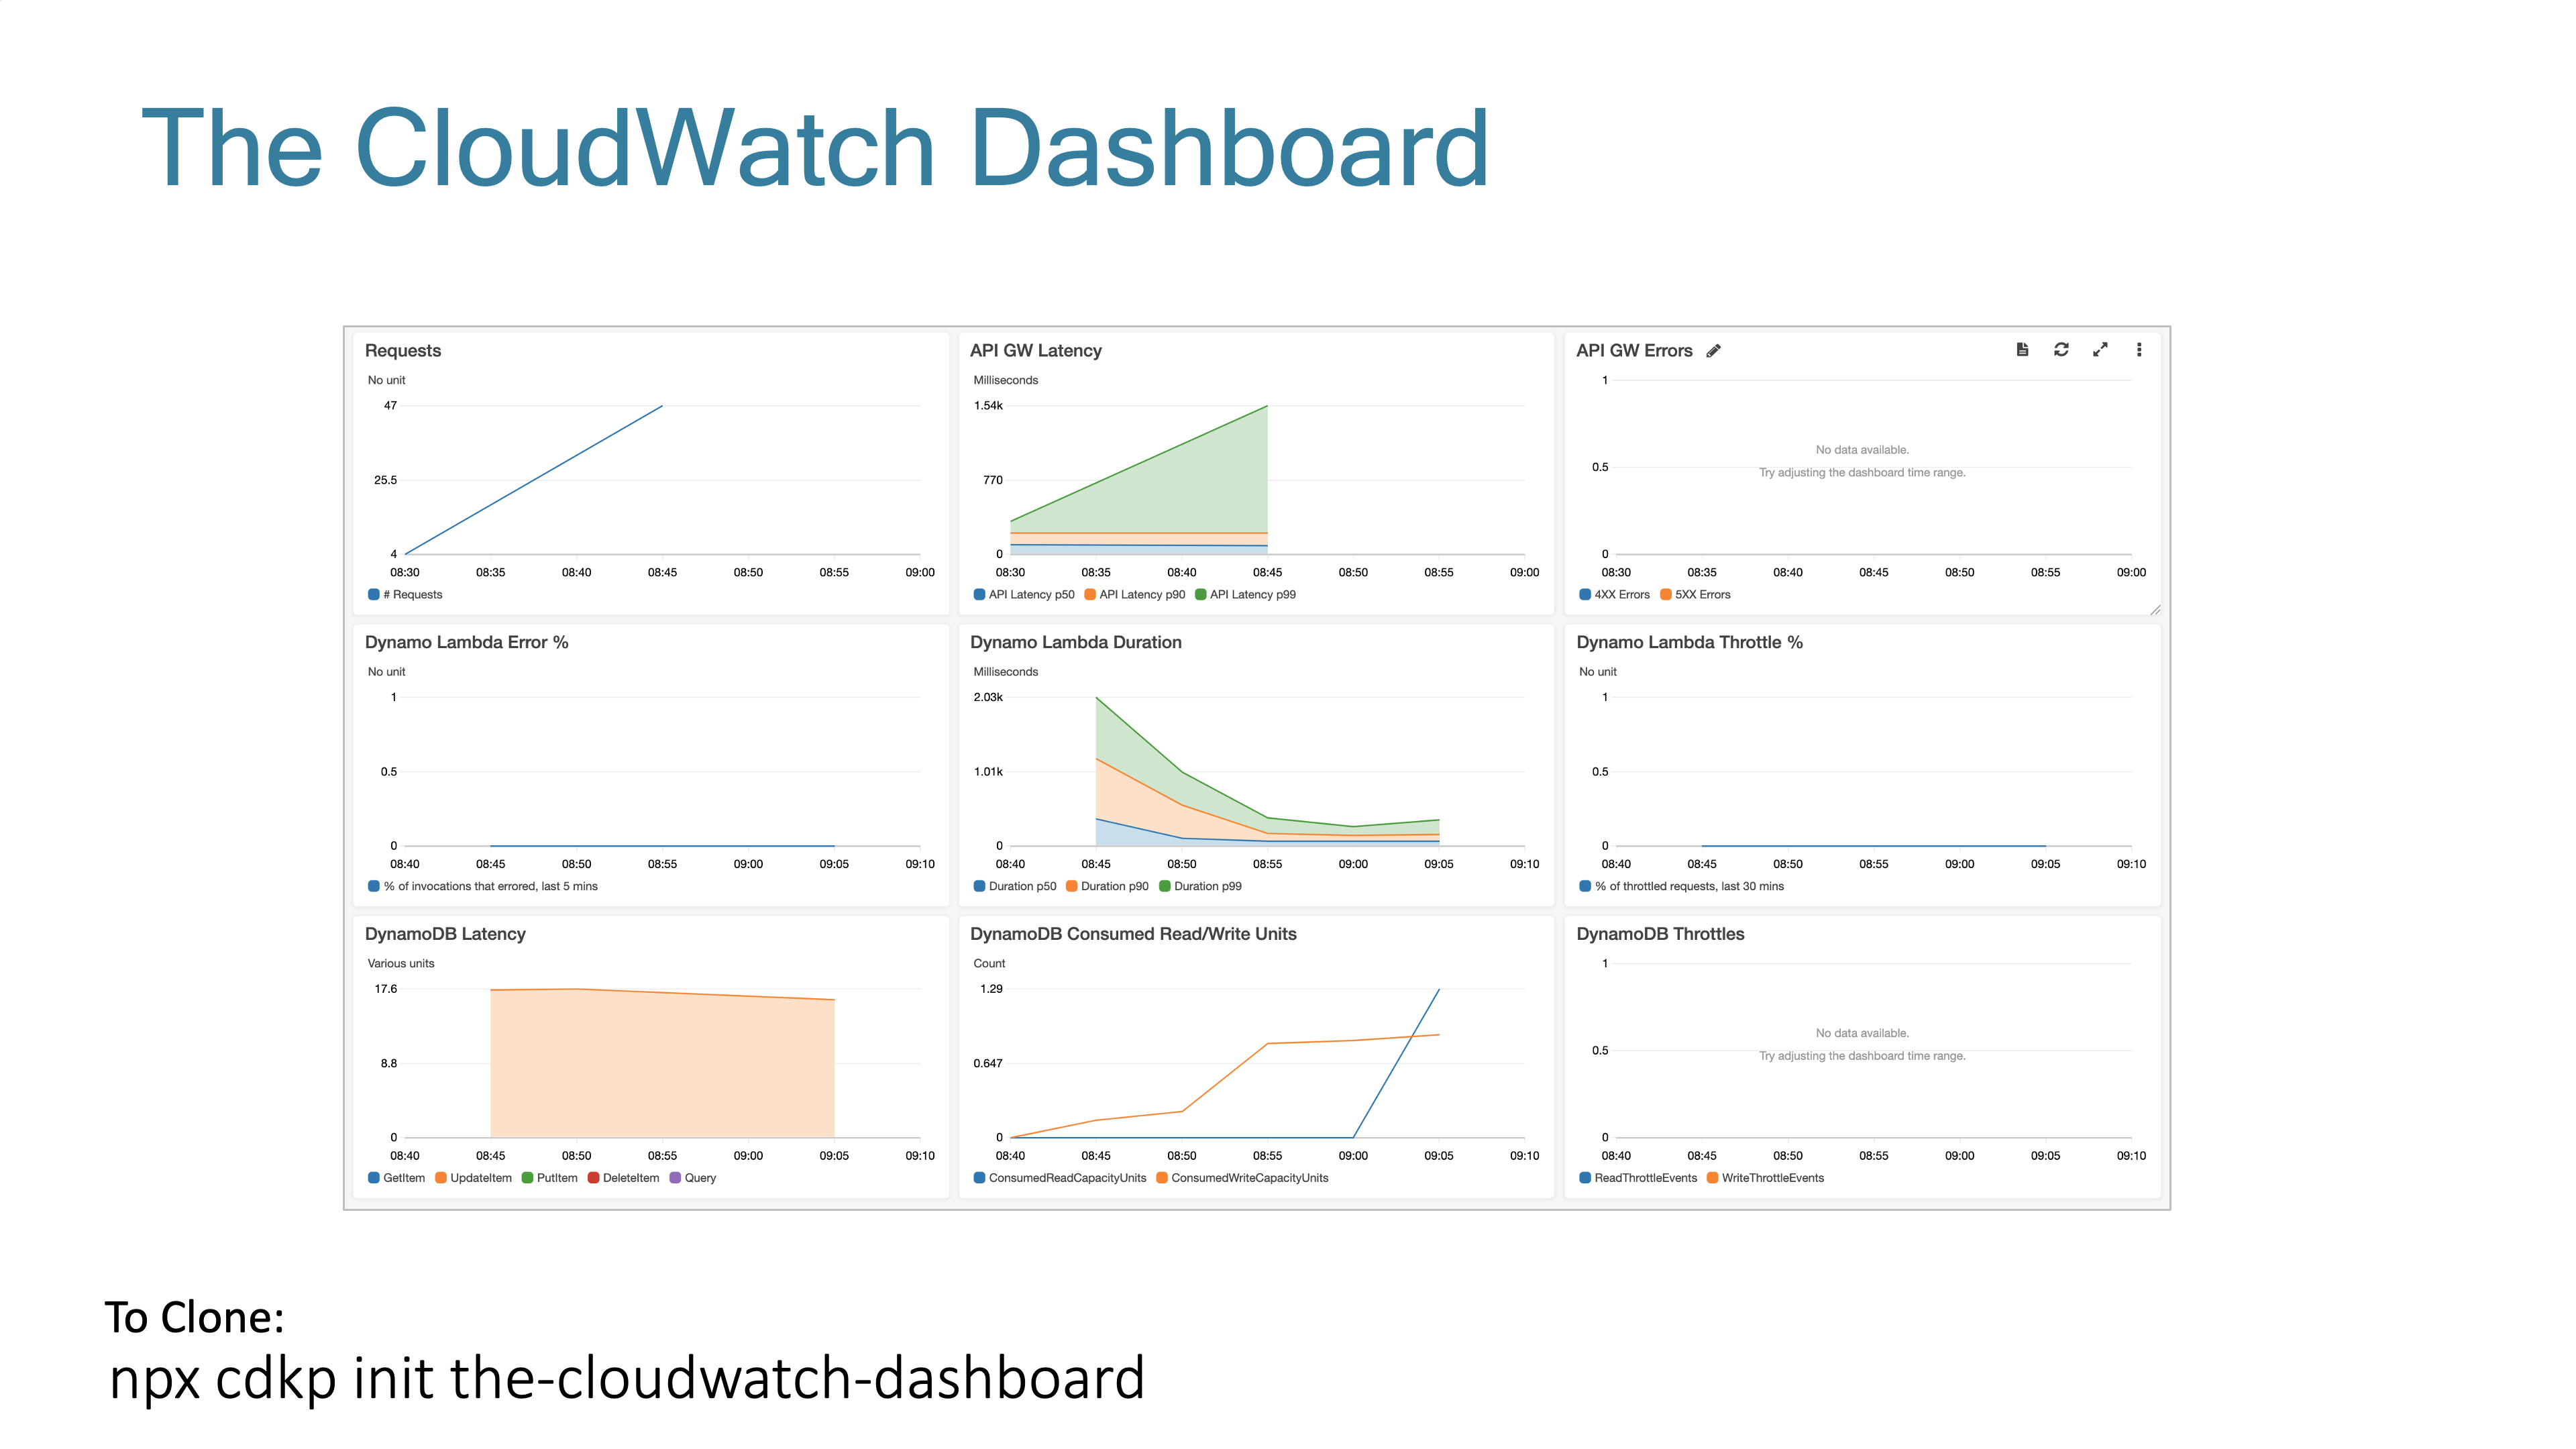 The CloudWatch Dashboard
Requests
No unit
47
25.5
4
08:30 08:35 08:40 08:45 08:50 08:55 09:00
# Requests
API GW Latency
Milliseconds
1.54k
770
0
08:30 08:35 08:40 08:45 08:50 08:55 09:00
API Latency p50 API Latency p90 API Latency p99
API GW Errors
1
No data available.
0.5
Try adjusting the dashboard time range.
0
08:30 08:35 08:40 08:45 08:50 08:55 09:00
4XX Errors 5XX Errors
Dynamo Lambda Error %
No unit
1
0.5
0
08:40 08:45 08:50 08:55 09:00 09:05 09:10
% of invocations that errored, last 5 mins
Dynamo Lambda Duration
Milliseconds
2.03k
1.01k
0
08:40 08:45 08:50 08:55 09:00 09:05 09:10
Duration p50 Duration p90 Duration p99
Dynamo Lambda Throttle %
No unit
1
0.5
0
08:40 08:45 08:50 08:55 09:00 09:05 09:10
% of throttled requests, last 30 mins
DynamoDB Latency
Various units
17.6
8.8
0
08:40 08:45 08:50 08:55 09:00 09:05 09:10
GetItem UpdateItem PutItem DeleteItem Query
DynamoDB Consumed Read/Write Units
Count
1.29
0.647
0
08:40 08:45 08:50 08:55 09:00 09:05 09:10
ConsumedReadCapacityUnits ConsumedWriteCapacityUnits
DynamoDB Throttles
1
No data available.
0.5
Try adjusting the dashboard time range.
0
08:40 08:45 08:50 08:55 09:00 09:05 09:10
ReadThrottleEvents WriteThrottleEvents
To Clone:
npx cdkp init the-cloudwatch-dashboard